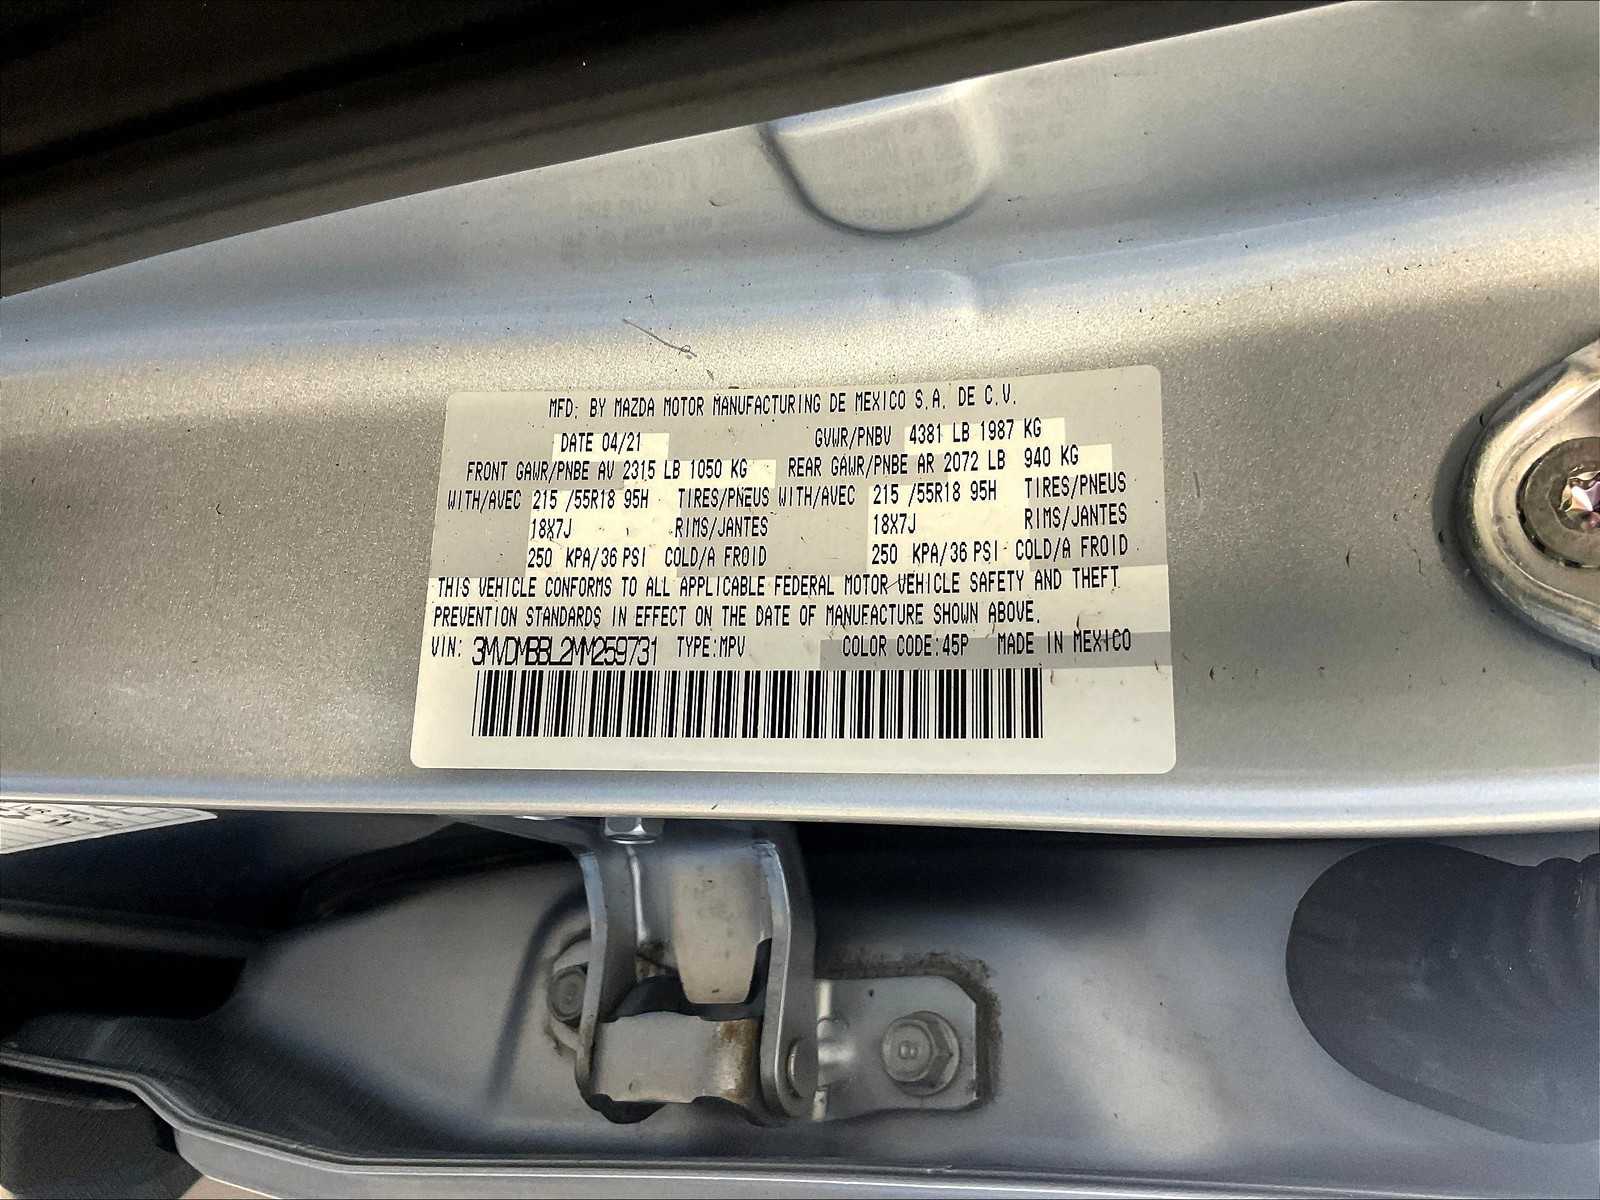 MFD: BY MAZDA MOTOR MANUFACTURING DE MEXICO S.A. DE C.V.
DATE 04/21 GVWR/PNBV 4381 LB 1987 KG
FRONT GAWR/PNBE AV 2315 LB 1050 KG REAR GAWR/PNBE AR 2072 LB 940 KG
WITH/AVEC 215 /55R18 95H TIRES/PNEUS WITH/AVEC 215 /55R18 95H TIRES/PNEUS
18X7J RIMS/JANTES 18X7J RIMS/JANTES
250 KPA/36 PSI COLD/A FROID 250 KPA/36 PSI COLD/A FROID
THIS VEHICLE CONFORMS TO ALL APPLICABLE FEDERAL MOTOR VEHICLE SAFETY AND THEFT
PREVENTION STANDARDS IN EFFECT ON THE DATE OF MANUFACTURE SHOWN ABOVE.
VIN: 3MVDMBBL2MM259731 TYPE:MPV COLOR CODE:45P MADE IN MEXICO
8